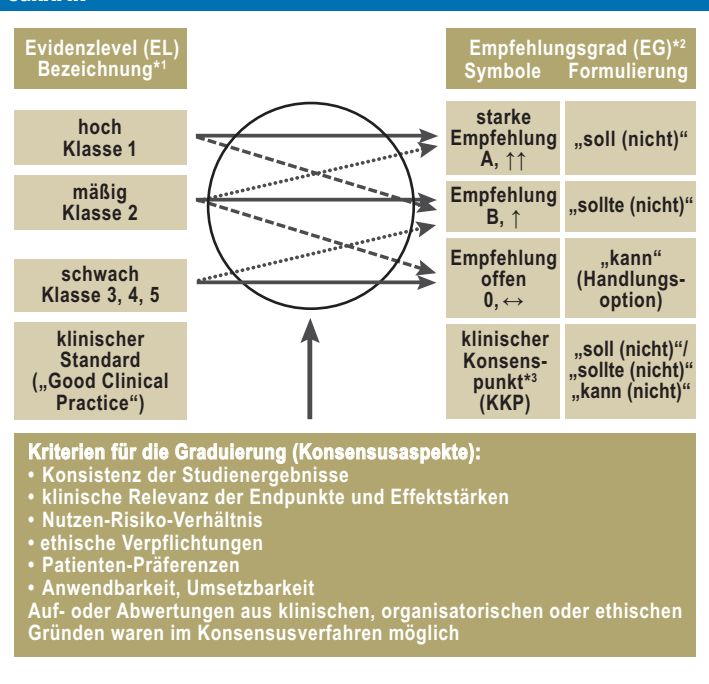 Evidenzlevel (EL)
Bezeichnung*1
Empfehlungsgrad (EG)*2
Symbole Formulierung
hoch
Klasse 1
starke
Empfehlung
A, ↑↑
„soll (nicht)“
mäßig
Klasse 2
Empfehlung
B, ↑
„sollte (nicht)“
schwach
Klasse 3, 4, 5
Empfehlung
offen
0, ↔
„kann“
(Handlungs-
option)
klinischer
Standard
(„Good Clinical
Practice“)
klinischer
Konsens-
punkt*3
(KKP)
„soll (nicht)“/
„sollte (nicht)“
„kann (nicht)“
Kriterien für die Graduierung (Konsensusaspekte):
• Konsistenz der Studienergebnisse
• klinische Relevanz der Endpunkte und Effektstärken
• Nutzen-Risiko-Verhältnis
• ethische Verpflichtungen
• Patienten-Präferenzen
• Anwendbarkeit, Umsetzbarkeit
Auf- oder Abwertungen aus klinischen, organisatorischen oder ethischen
Gründen waren im Konsensusverfahren möglich